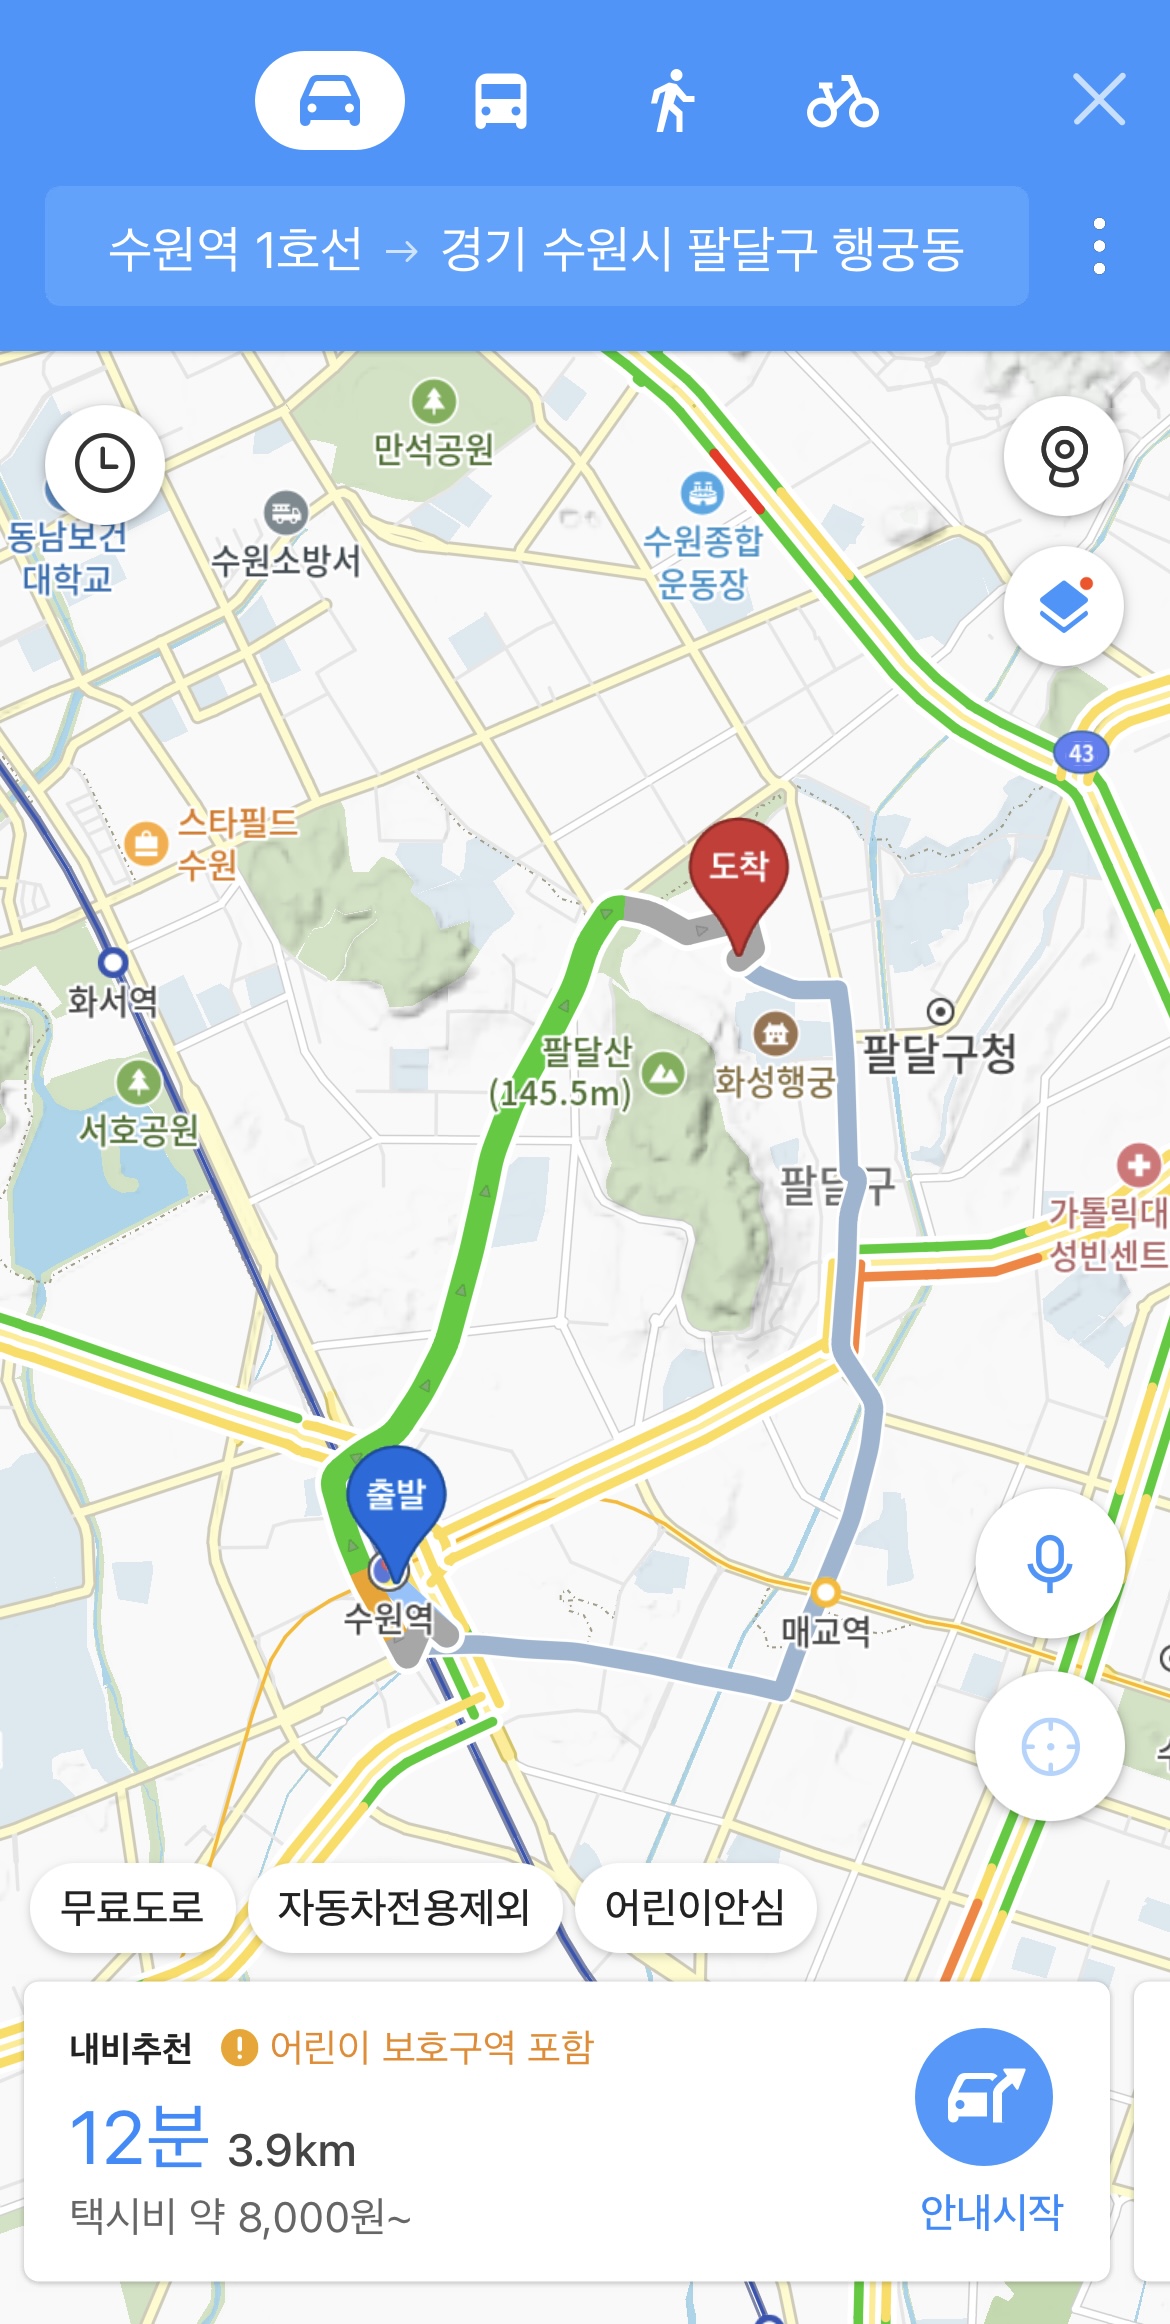 수원역 1호선 → 경기 수원시 팔달구 행궁동
만석공원
동남보건
대학교
수원소방서
수원종합
운동장
43
스타필드
수원
도착
화서역
팔달산
(145.5m)
화성행궁
팔달구청
서호공원
팔달구
가톨릭대
성빈센트
출발
수원역
매교역
무료도로
자동차전용제외
어린이안심
내비추천
어린이 보호구역 포함
12분 3.9km
택시비 약 8,000원~
안내시작